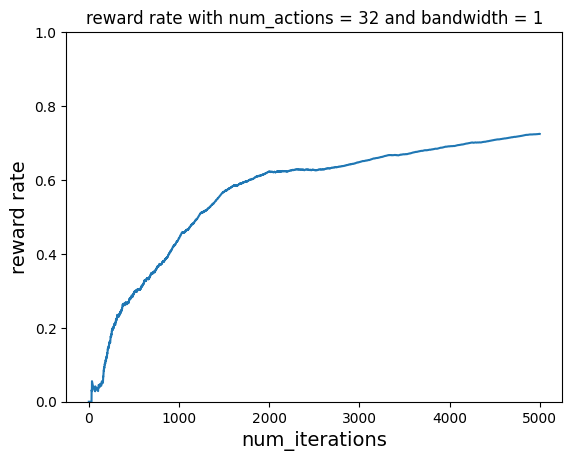 reward rate with num_actions = 32 and bandwidth = 1
1.0
0.8
0.6
0.4
0.2
0.0
reward rate
0 1000 2000 3000 4000 5000
num_iterations